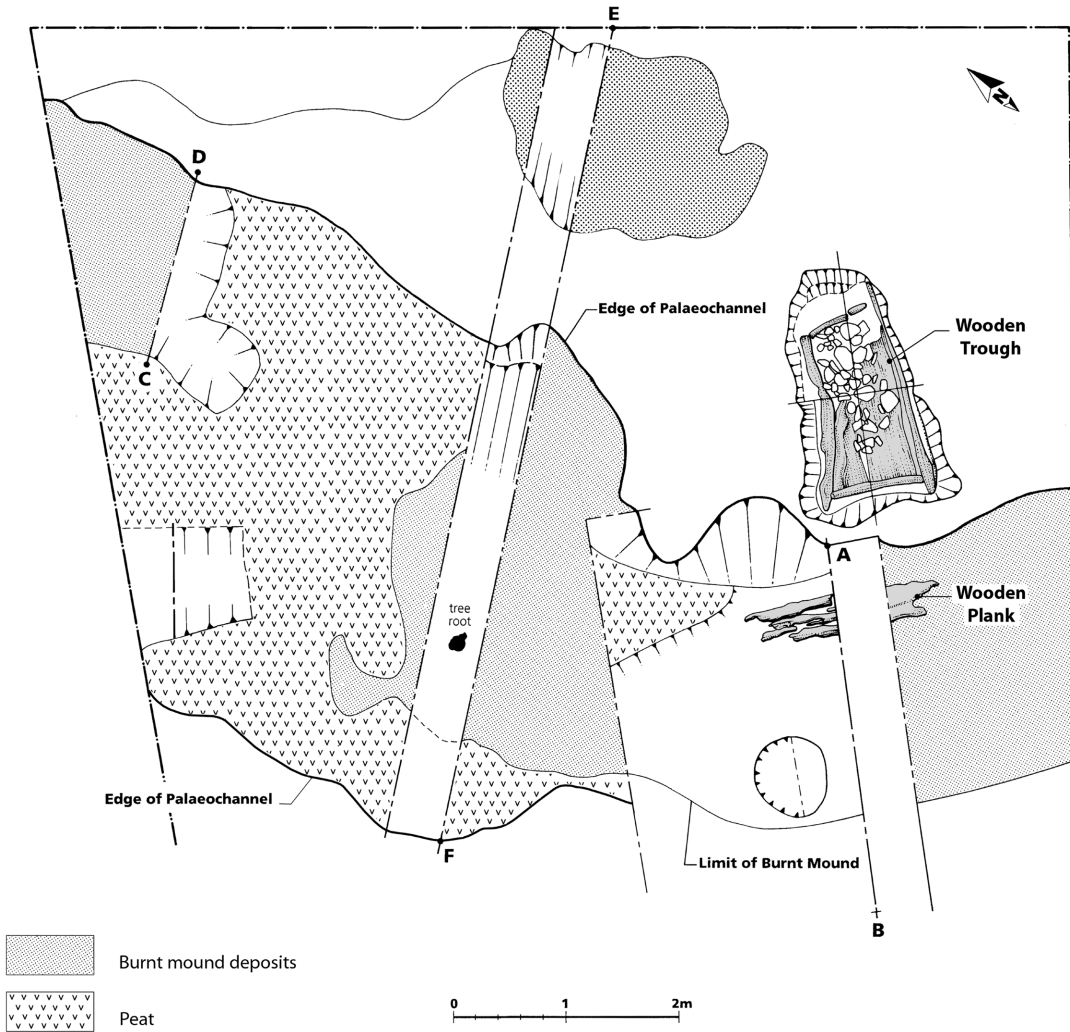 E
N
D
Edge of Palaeochannel
Wooden
Trough
C
A
Wooden
Plank
tree
root
Edge of Palaeochannel
F
Limit of Burnt Mound
B
Burnt mound deposits
Peat
0 1 2m